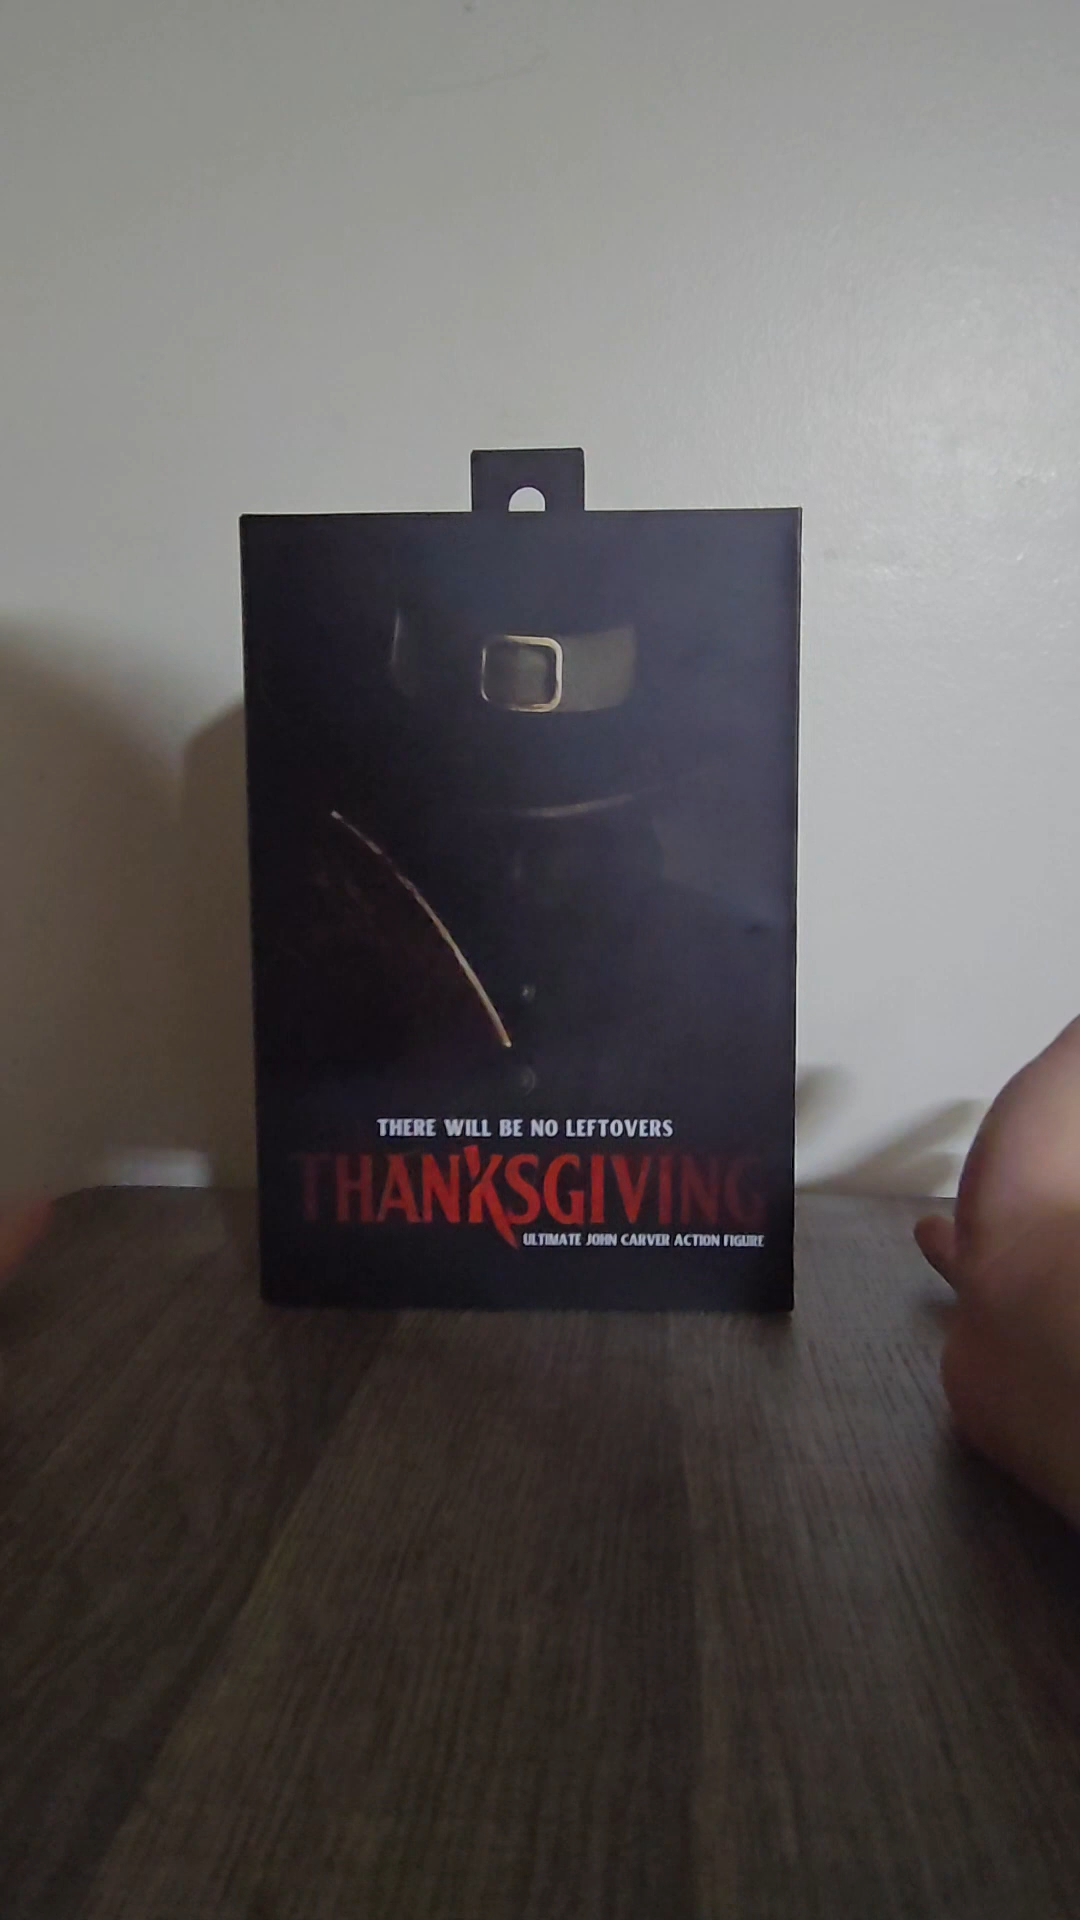 THERE WILL BE NO LEFTOVERS
THANKSGIVING
ULTIMATE JOHN CARVER ACTION FIGURE